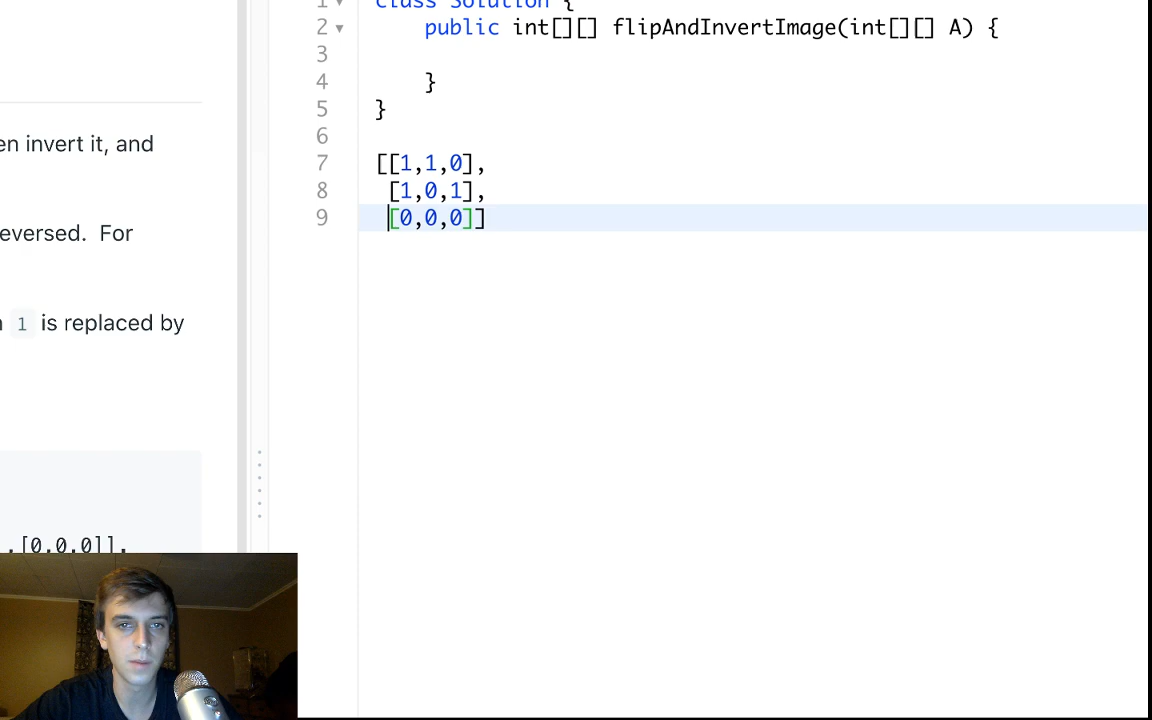 1 class Solution {
2 public int[][] flipAndInvertImage(int[][] A) {
3
4 }
5 }
6
7 [[1,1,0],
8 [1,0,1],
9 [0,0,0]]
en invert it, and
eversed. For
1 is replaced by
,[0,0,0]],